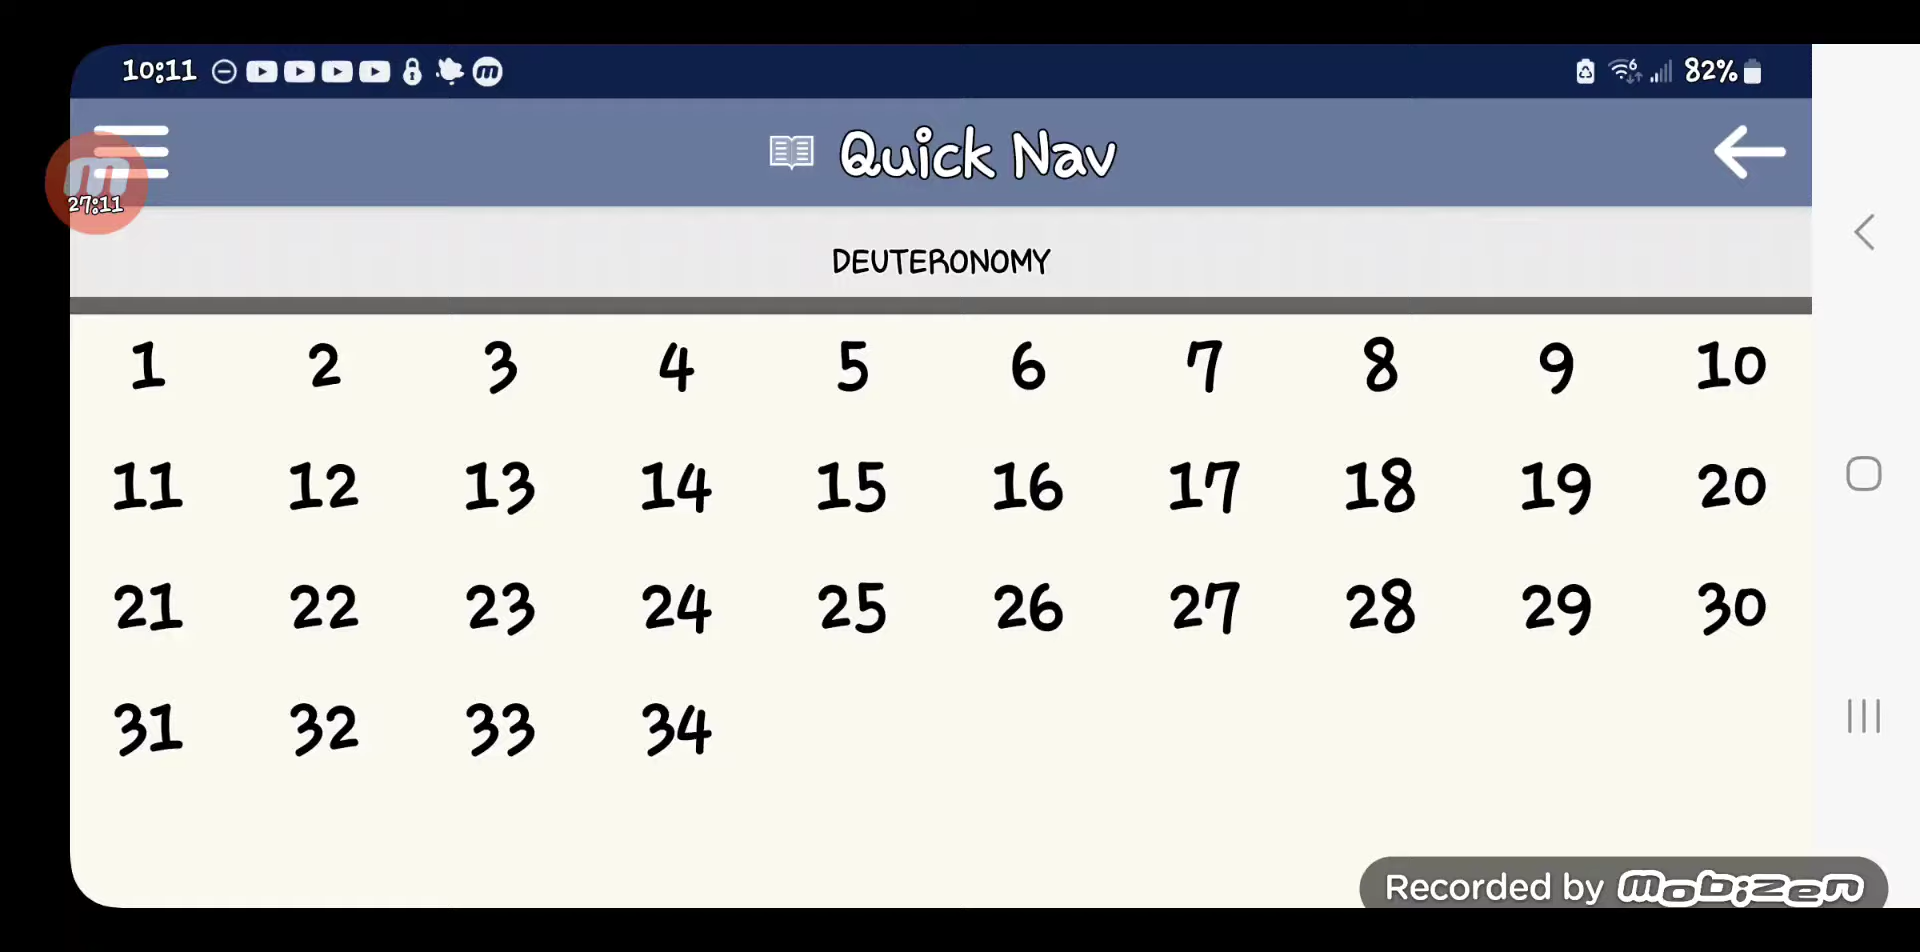 10:11 82%
Quick Nav
27:11
DEUTERONOMY
1 2 3 4 5 6 7 8 9 10
11 12 13 14 15 16 17 18 19 20
21 22 23 24 25 26 27 28 29 30
31 32 33 34
Recorded by Mobizen